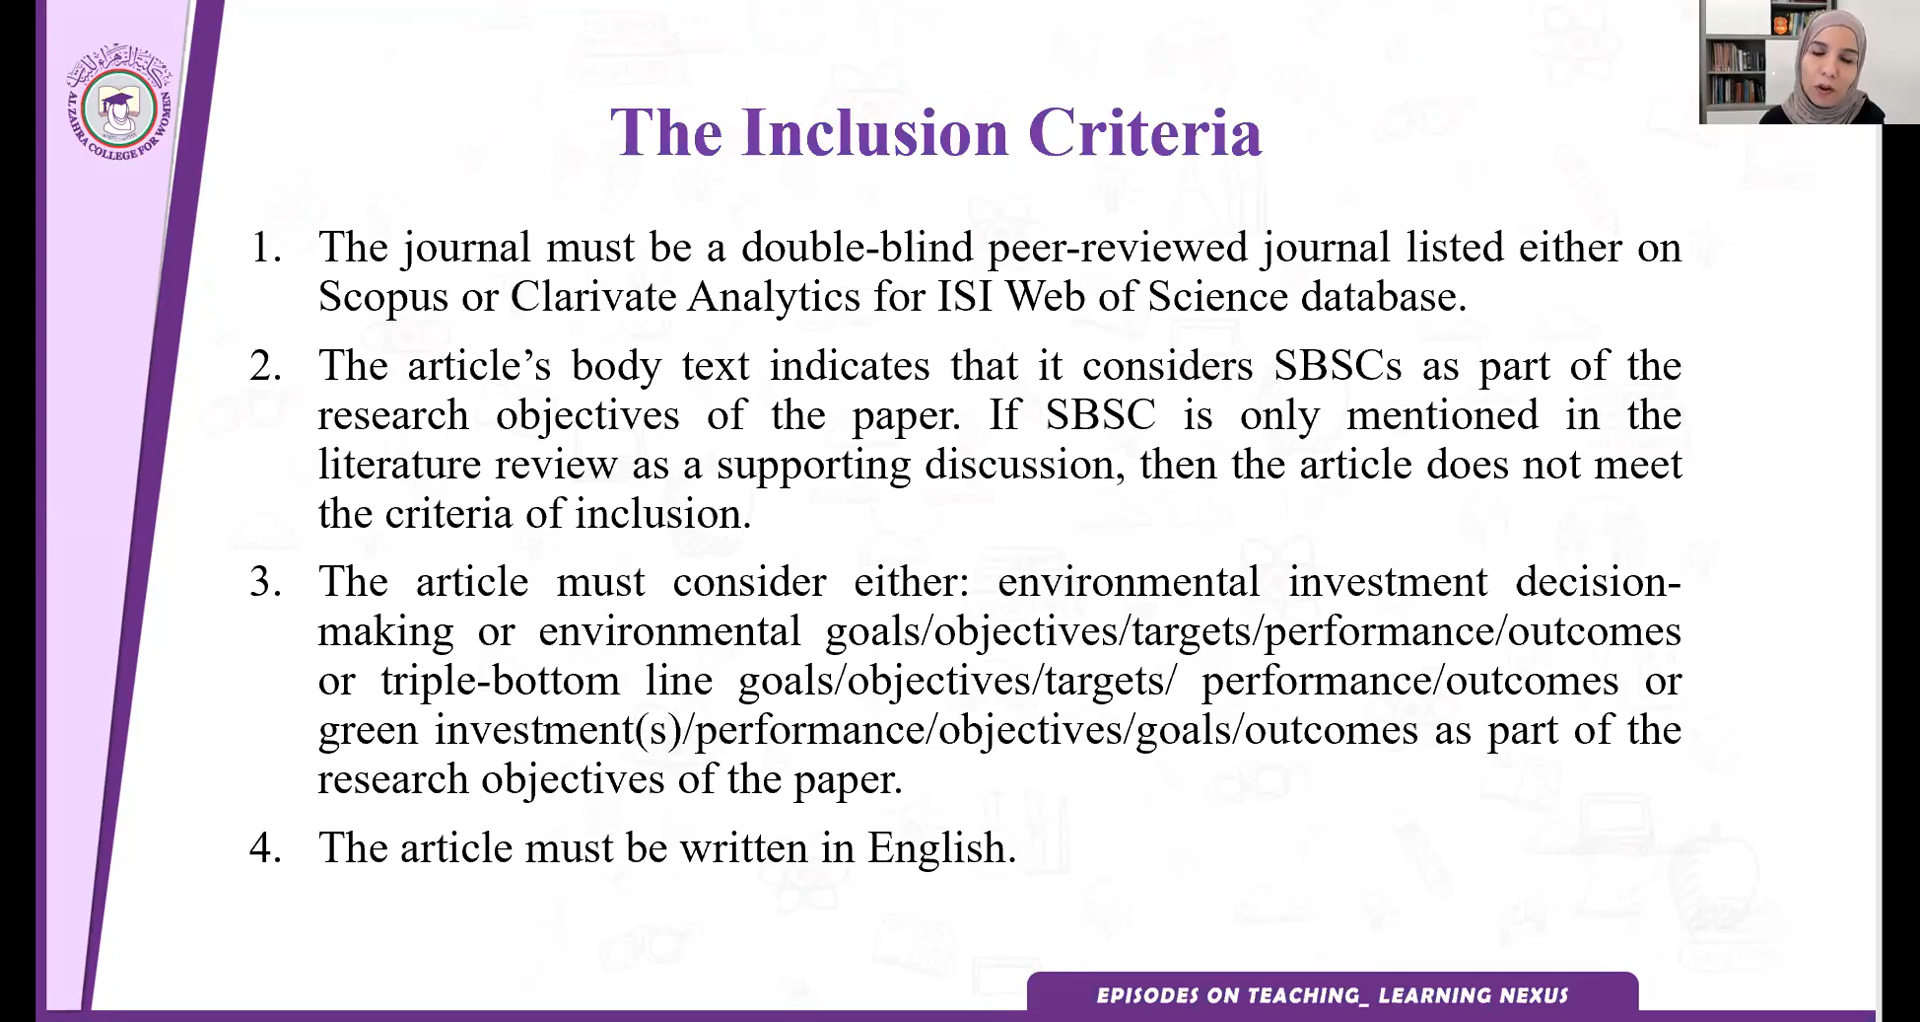 كلية الزهراء للبنات
AL ZAHRA COLLEGE FOR WOMEN
The Inclusion Criteria
1. The journal must be a double-blind peer-reviewed journal listed either on
Scopus or Clarivate Analytics for ISI Web of Science database.
2. The article’s body text indicates that it considers SBSCs as part of the
research objectives of the paper. If SBSC is only mentioned in the
literature review as a supporting discussion, then the article does not meet
the criteria of inclusion.
3. The article must consider either: environmental investment decision-
making or environmental goals/objectives/targets/performance/outcomes
or triple-bottom line goals/objectives/targets/ performance/outcomes or
green investment(s)/performance/objectives/goals/outcomes as part of the
research objectives of the paper.
4. The article must be written in English.
EPISODES ON TEACHING_ LEARNING NEXUS